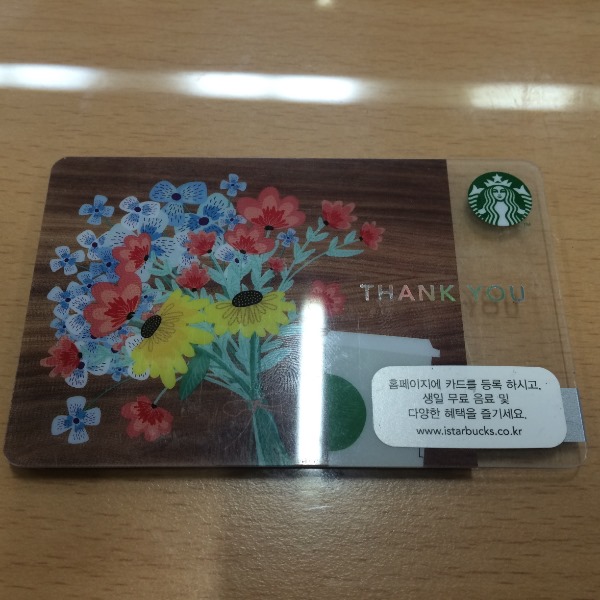 THANK YOU
홈페이지에 카드를 등록 하시고,
생일 무료 음료 및
다양한 혜택을 즐기세요.
www.istarbucks.co.kr